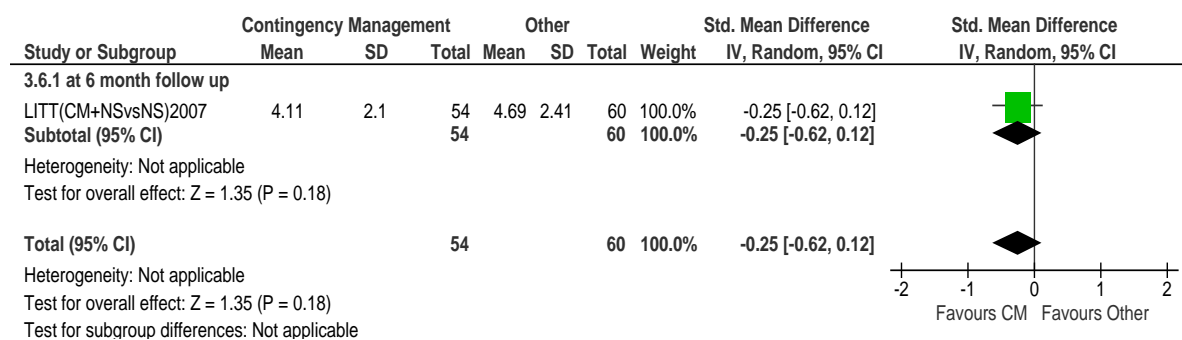 Contingency Management Other Std. Mean Difference Std. Mean Difference
Study or Subgroup Mean SD Total Mean SD Total Weight IV, Random, 95% CI IV, Random, 95% CI
3.6.1 at 6 month follow up
LITT(CM+NSvsNS)2007 4.11 2.1 54 4.69 2.41 60 100.0% -0.25 [-0.62, 0.12]
Subtotal (95% CI) 54 60 100.0% -0.25 [-0.62, 0.12]
Heterogeneity: Not applicable
Test for overall effect: Z = 1.35 (P = 0.18)
Total (95% CI) 54 60 100.0% -0.25 [-0.62, 0.12]
Heterogeneity: Not applicable
Test for overall effect: Z = 1.35 (P = 0.18)
Test for subgroup differences: Not applicable
-2 -1 0 1 2
Favours CM Favours Other